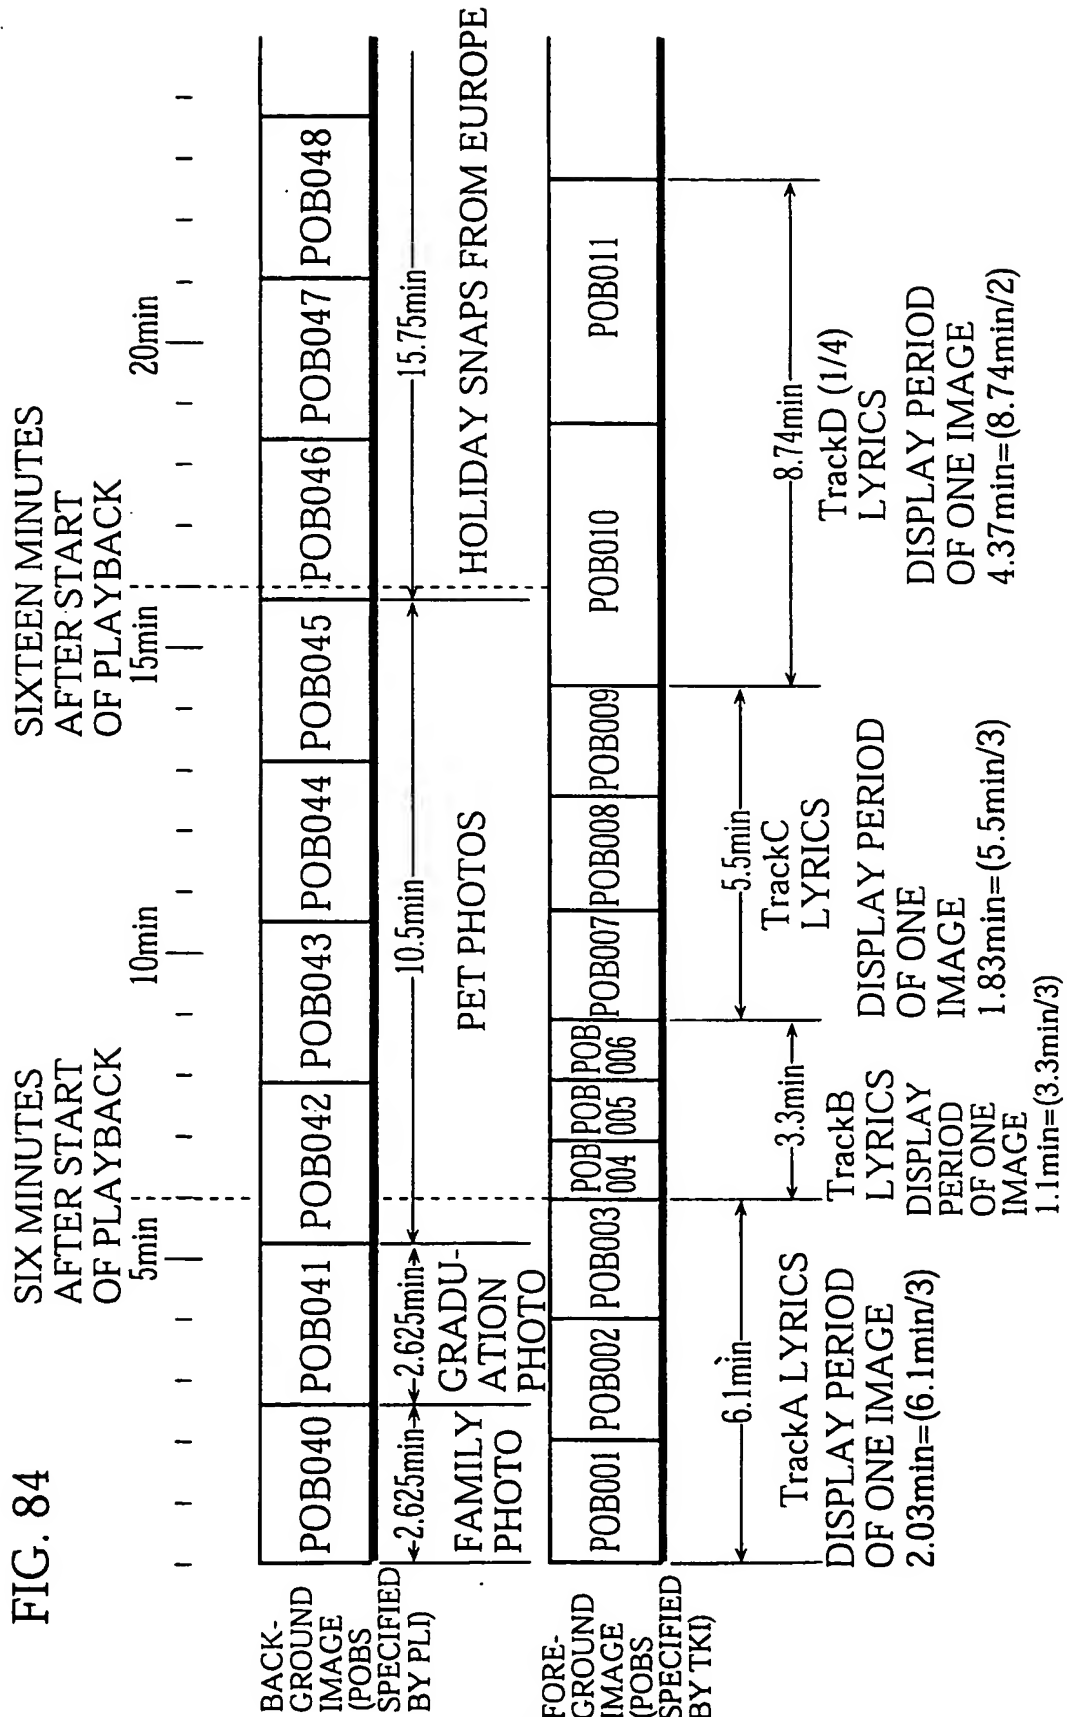 FIG. 84
SIX MINUTES
AFTER START
OF PLAYBACK
SIXTEEN MINUTES
AFTER START
OF PLAYBACK
5min
10min
15min
20min
BACK-
GROUND
IMAGE
(POBS
SPECIFIED
BY PLI)
POB040
POB041
POB042
POB043
POB044
POB045
POB046
POB047
POB048
2.625min
2.625min
10.5min
15.75min
FAMILY
PHOTO
GRADU-
ATION
PHOTO
PET PHOTOS
HOLIDAY SNAPS FROM EUROPE
FORE-
GROUND
IMAGE
(POBS
SPECIFIED
BY TKI)
POB001
POB002
POB003
POB
004
POB
005
POB
006
POB007
POB008
POB009
POB010
POB011
6.1min
TrackA LYRICS
DISPLAY PERIOD
OF ONE IMAGE
2.03min=(6.1min/3)
3.3min
TrackB
LYRICS
DISPLAY
PERIOD
OF ONE
IMAGE
1.1min=(3.3min/3)
5.5min
TrackC
LYRICS
DISPLAY PERIOD
OF ONE
IMAGE
1.83min=(5.5min/3)
8.74min
TrackD (1/4)
LYRICS
DISPLAY PERIOD
OF ONE IMAGE
4.37min=(8.74min/2)